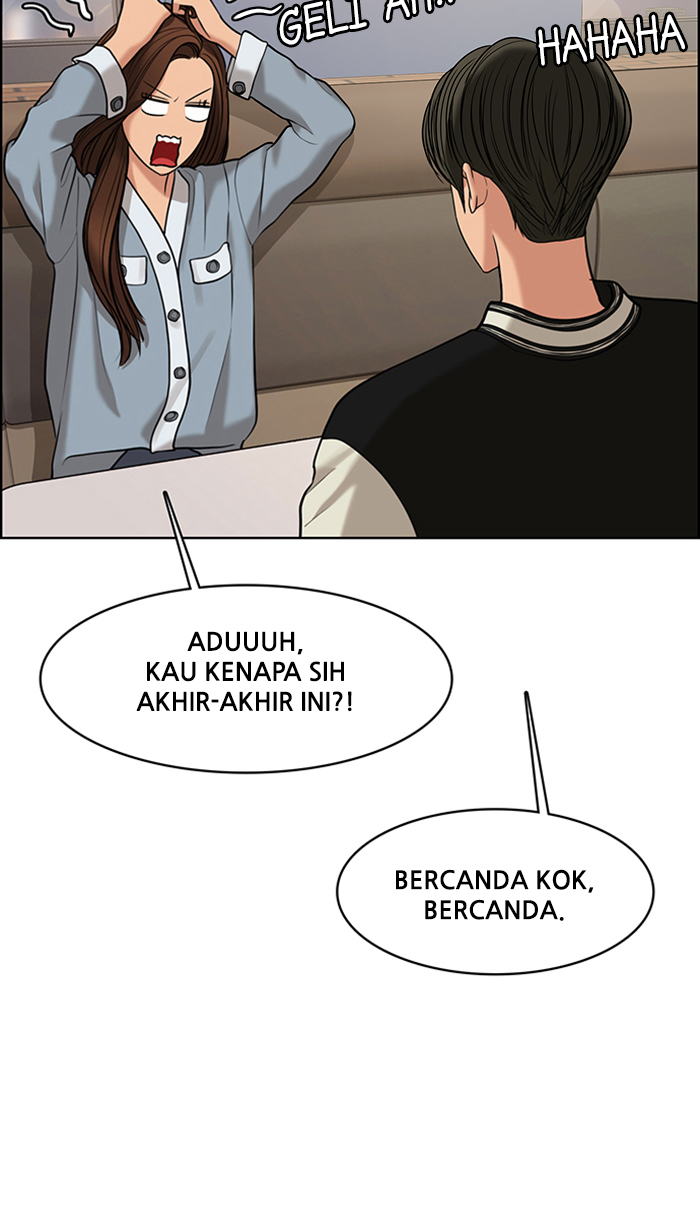 GELI AH..
HAHAHA
ADUUUH,
KAU KENAPA SIH
AKHIR-AKHIR INI?!
BERCANDA KOK,
BERCANDA.